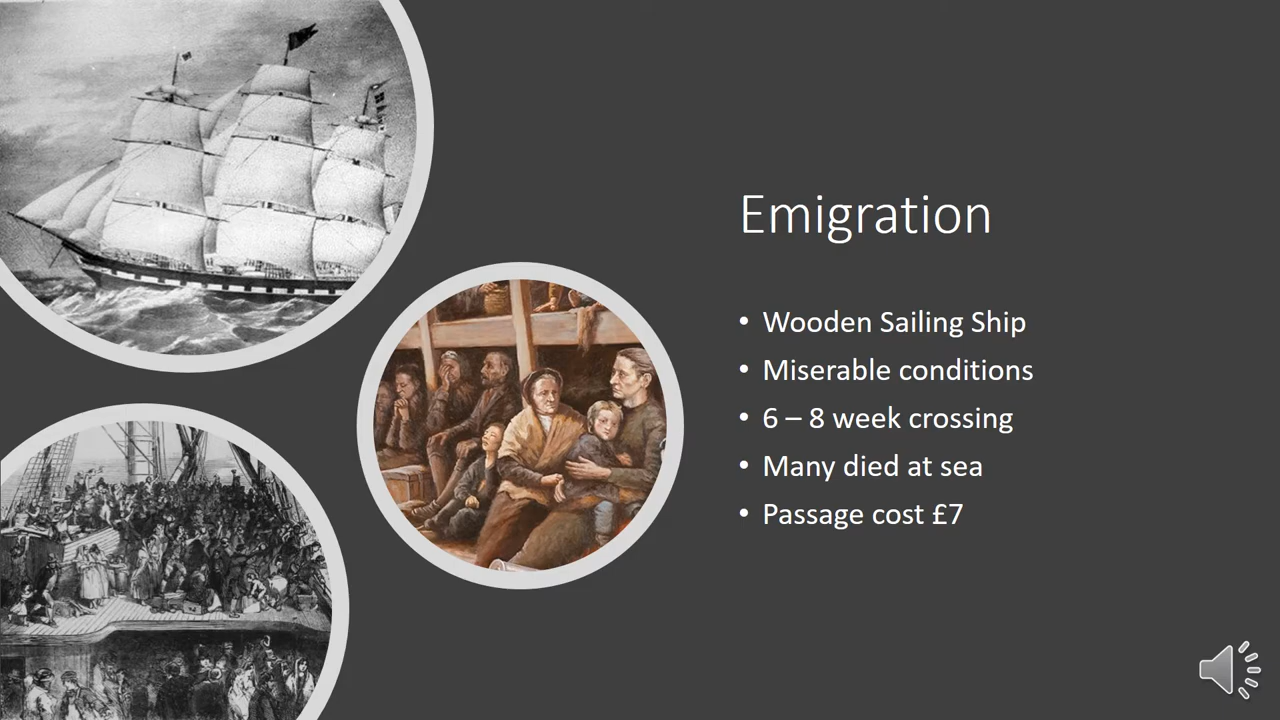 Emigration
• Wooden Sailing Ship
• Miserable conditions
• 6 – 8 week crossing
• Many died at sea
• Passage cost £7